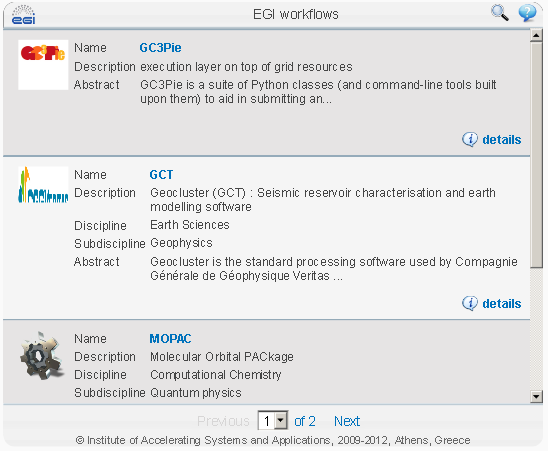 EGI
EGI workflows
GC3Pie
Name GC3Pie
Description execution layer on top of grid resources
Abstract GC3Pie is a suite of Python classes (and command-line tools built
upon them) to aid in submitting an...
details
Name GCT
Description Geocluster (GCT) : Seismic reservoir characterisation and earth
modelling software
Discipline Earth Sciences
Subdiscipline Geophysics
Abstract Geocluster is the standard processing software used by Compagnie
Générale de Géophysique Veritas ...
details
Name MOPAC
Description Molecular Orbital PACkage
Discipline Computational Chemistry
Subdiscipline Quantum physics
Previous 1 of 2 Next
© Institute of Accelerating Systems and Applications, 2009-2012, Athens, Greece